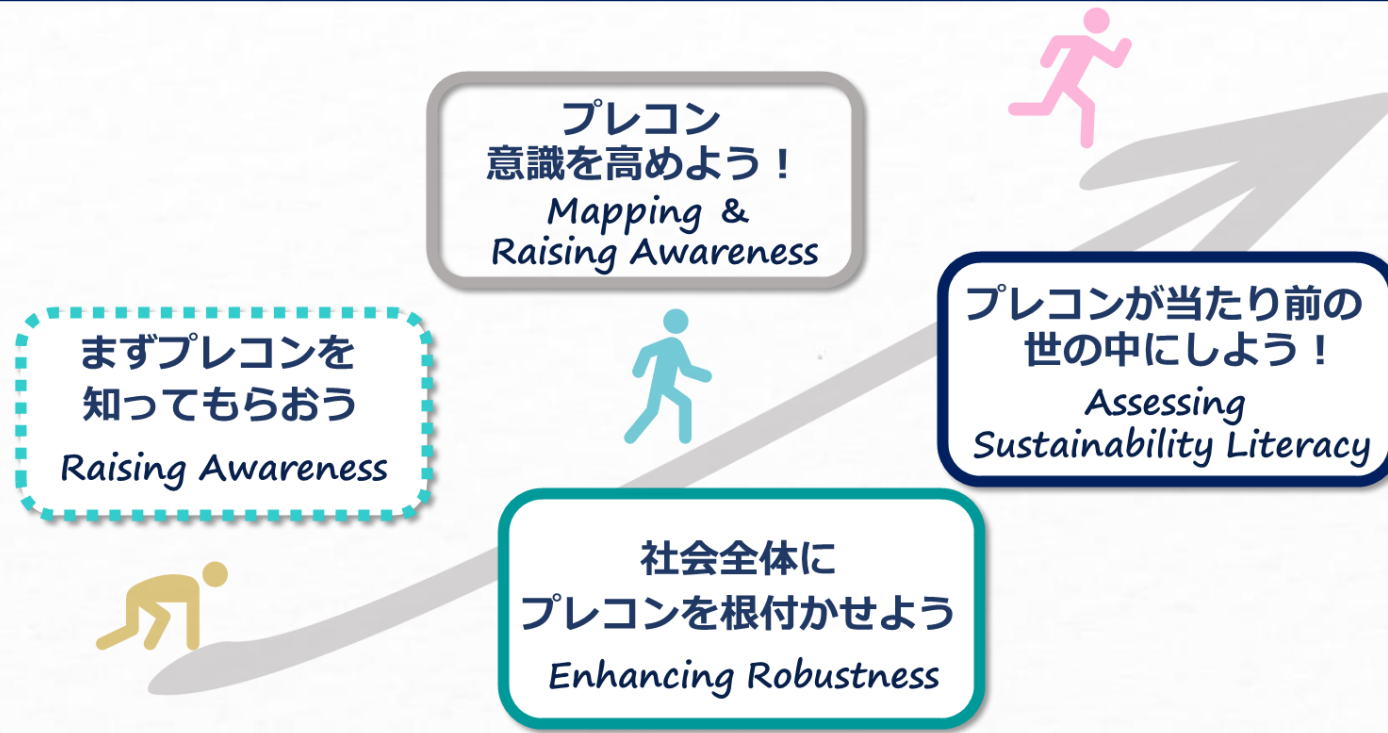 まずプレコンを
知ってもらおう
Raising Awareness
プレコン
意識を高めよう！
Mapping &
Raising Awareness
社会全体に
プレコンを根付かせよう
Enhancing Robustness
プレコンが当たり前の
世の中にしよう！
Assessing
Sustainability Literacy